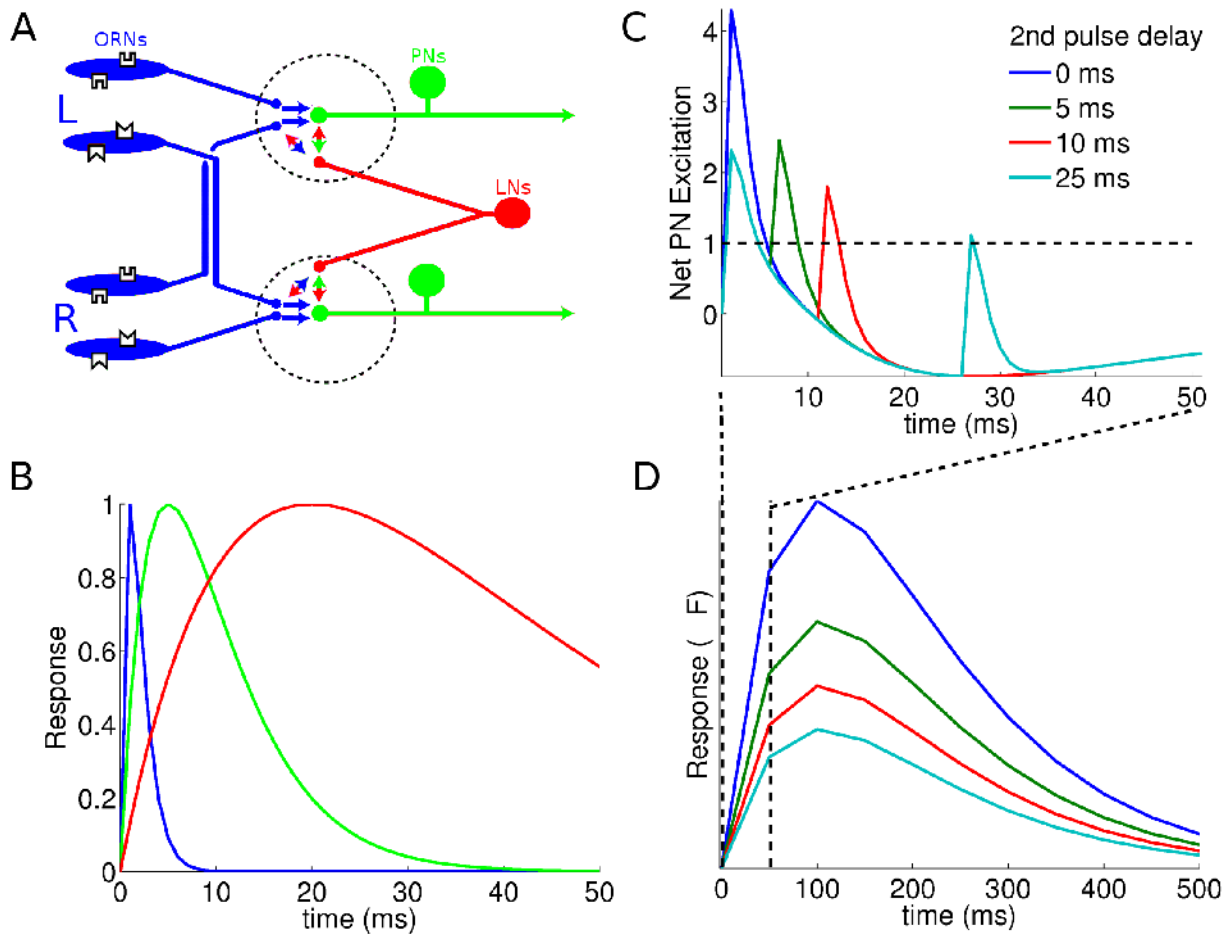 A
ORNs
PNs
L
LNs
R
C
2nd pulse delay
0 ms
5 ms
10 ms
25 ms
Net PN Excitation
4
3
2
1
0
10 20 30 40 50
time (ms)
B
Response
1
0.8
0.6
0.4
0.2
0
0 10 20 30 40 50
time (ms)
D
Response ( F)
0 100 200 300 400 500
time (ms)